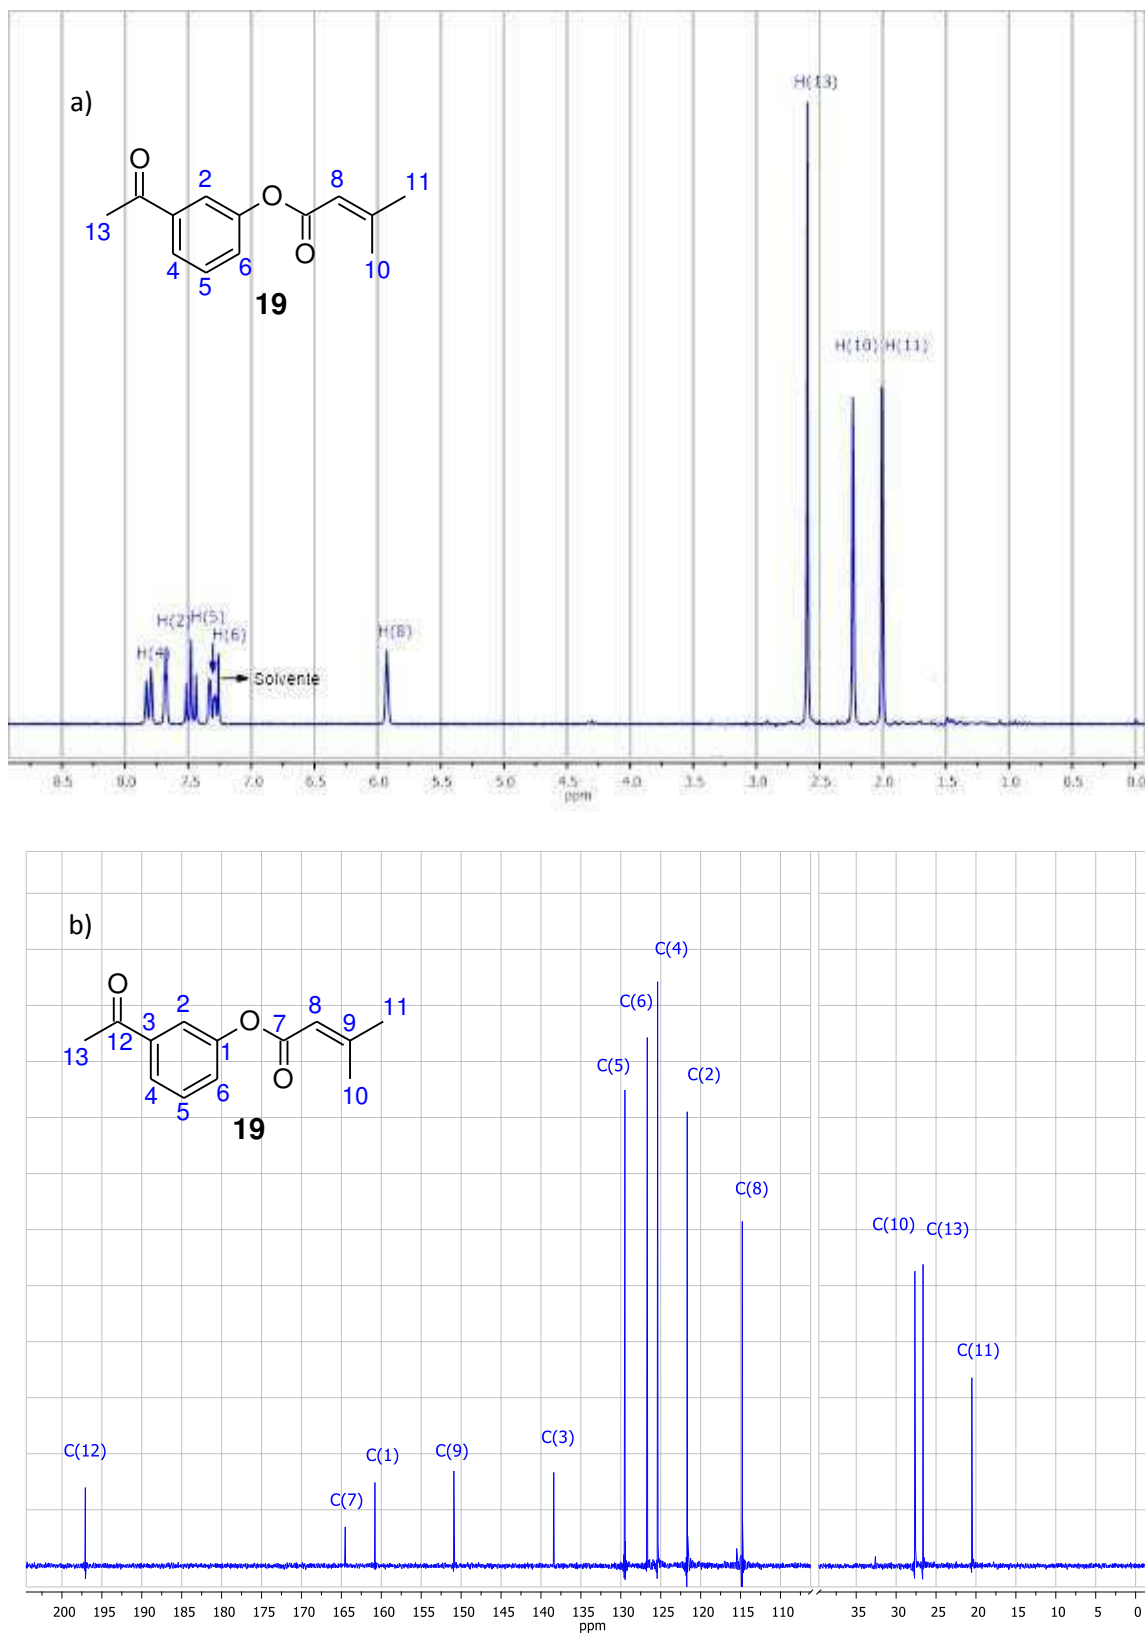 H(13)
a)
O
2
O
8
11
13
O
4
6
10
5
19
H(10) H(11)
H(2) H(5)
H(6)
H(4)
H(8)
Solvente
8.5 8.0 7.5 7.0 6.5 6.0 5.5 5.0 4.5 4.0 3.5 3.0 2.5 2.0 1.5 1.0 0.5 0.0
ppm
b)
C(4)
O
C(6)
3
2
O
7
8
9
11
13
12
1
C(5)
C(2)
O
4
6
10
5
19
C(8)
C(10)
C(13)
C(11)
C(12)
C(1)
C(9)
C(3)
C(7)
200 195 190 185 180 175 170 165 160 155 150 145 140 135 130 125 120 115 110 35 30 25 20 15 10 5 0
ppm